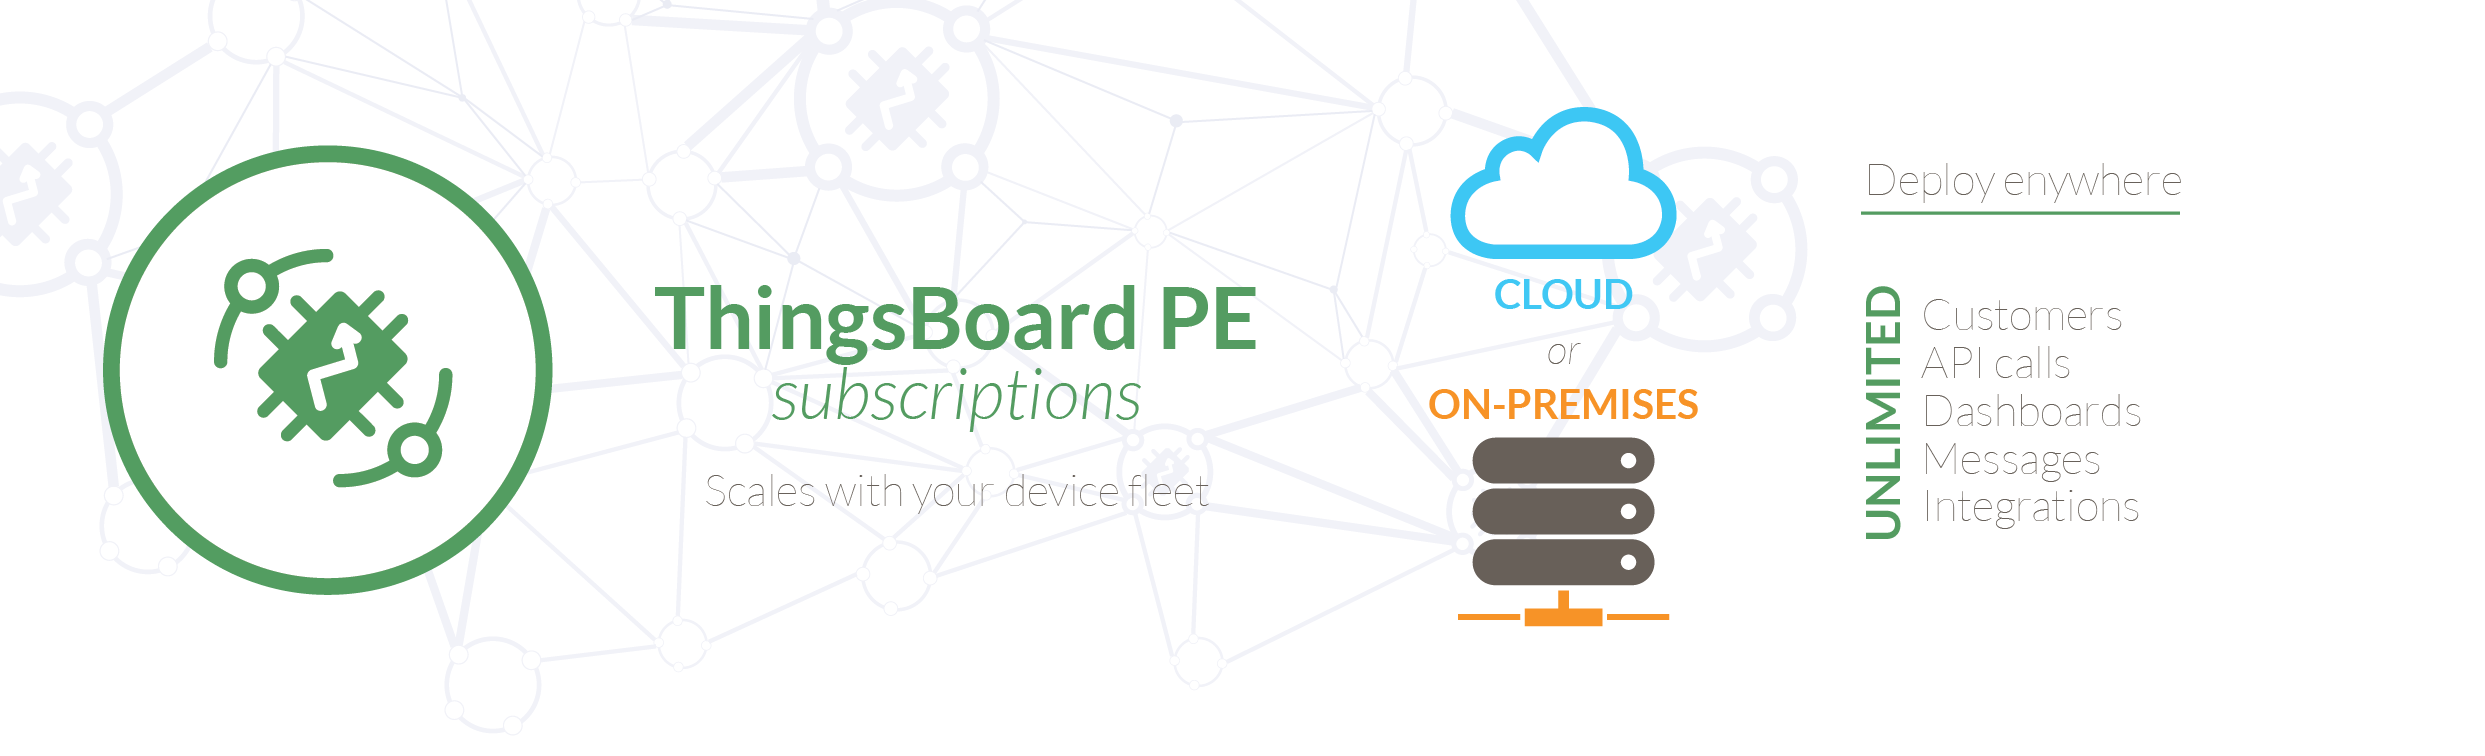 ThingsBoard PE
subscriptions
Scales with your device fleet
CLOUD
or
ON-PREMISES
Deploy enywhere
UNLIMITED
Customers
API calls
Dashboards
Messages
Integrations